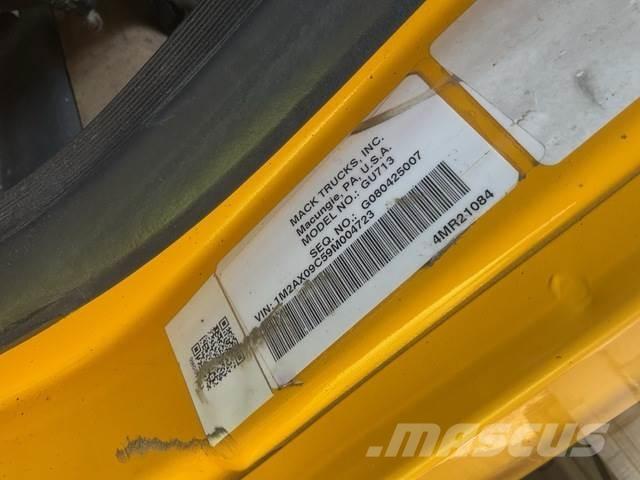 MACK TRUCKS, INC.
Macungie, PA, U.S.A.
MODEL NO.: GU713
SEQ. NO.: G080425007
VIN: 1M2AX09C59M004723
4MR21084
mascus